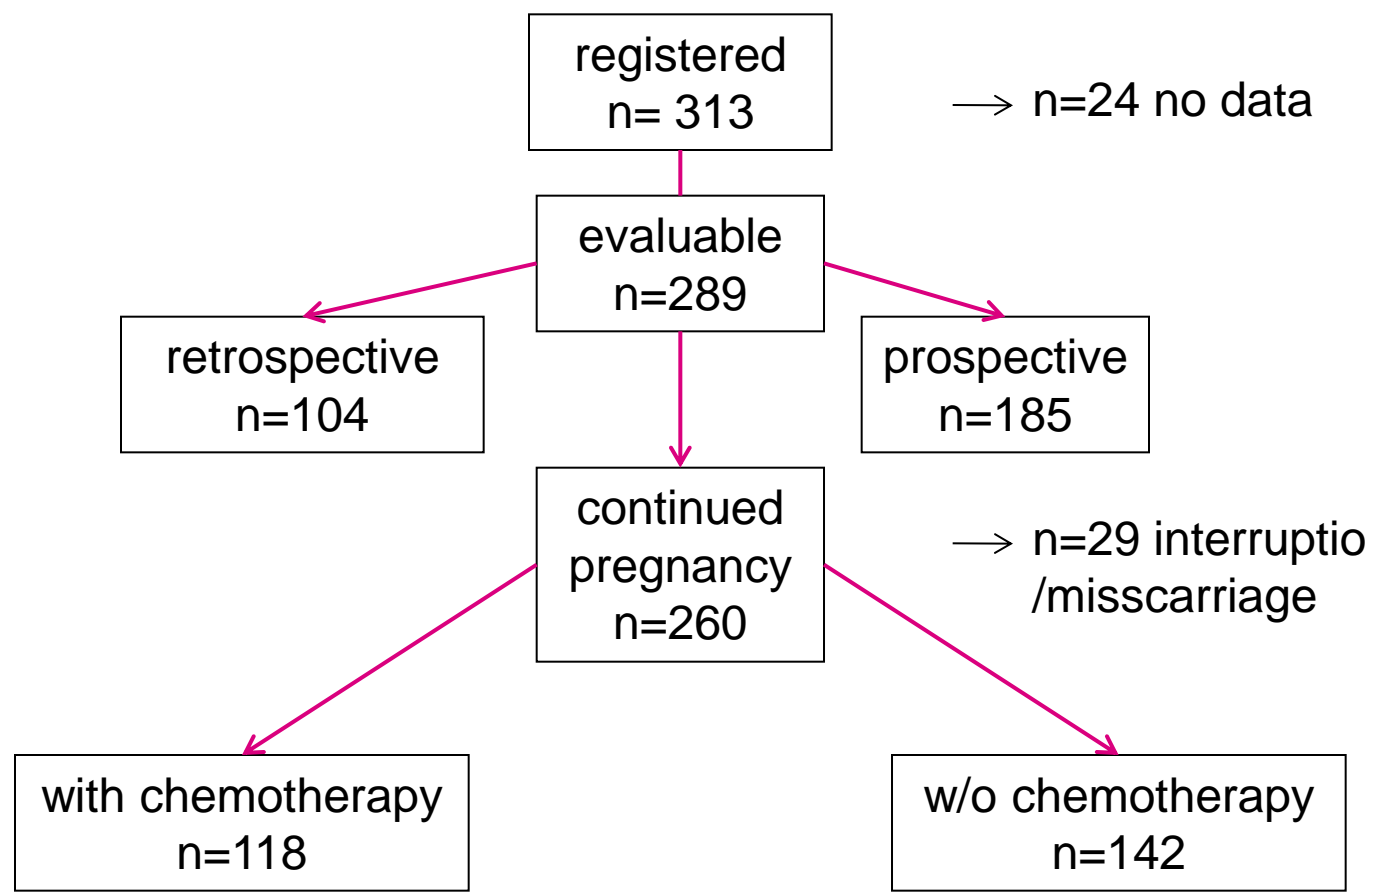 registered
n= 313
n=24 no data
evaluable
n=289
retrospective
n=104
prospective
n=185
continued
pregnancy
n=260
n=29 interruptio
/misscarriage
with chemotherapy
n=118
w/o chemotherapy
n=142